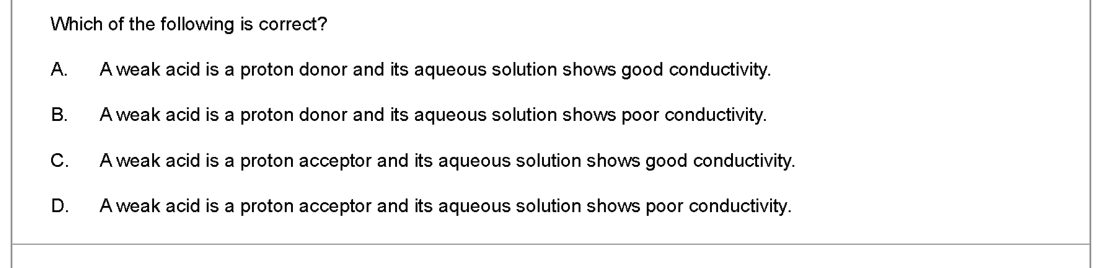 Which of the following is correct?
A. A weak acid is a proton donor and its aqueous solution shows good conductivity.
B. A weak acid is a proton donor and its aqueous solution shows poor conductivity.
C. A weak acid is a proton acceptor and its aqueous solution shows good conductivity.
D. A weak acid is a proton acceptor and its aqueous solution shows poor conductivity.